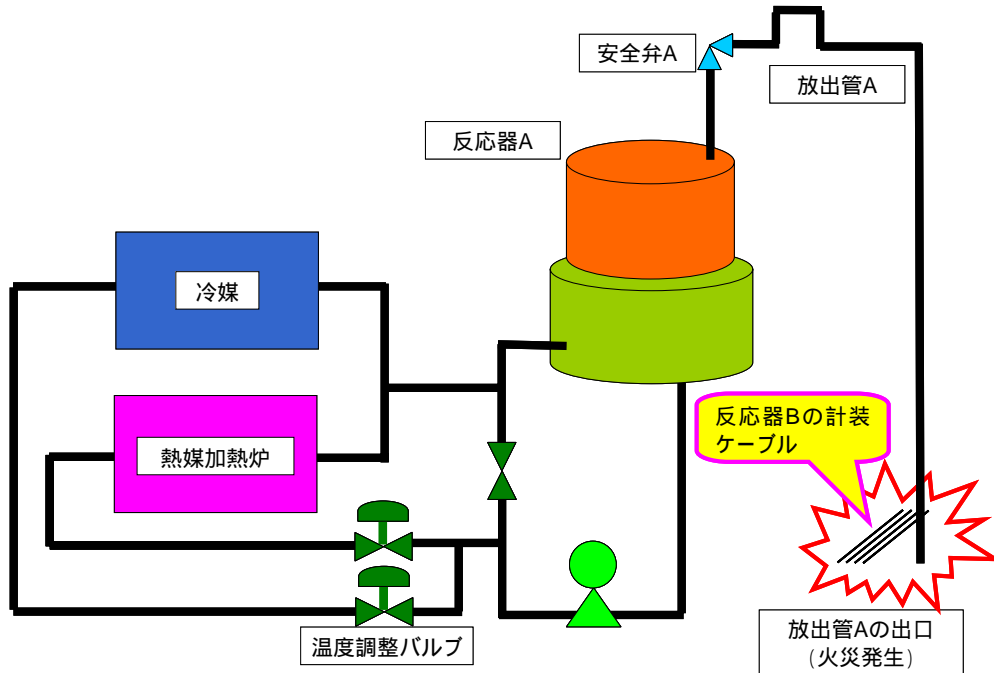 安全弁A
放出管A
反応器A
冷媒
熱媒加熱炉
反応器Bの計装
ケーブル
温度調整バルブ
放出管Aの出口
(火災発生)